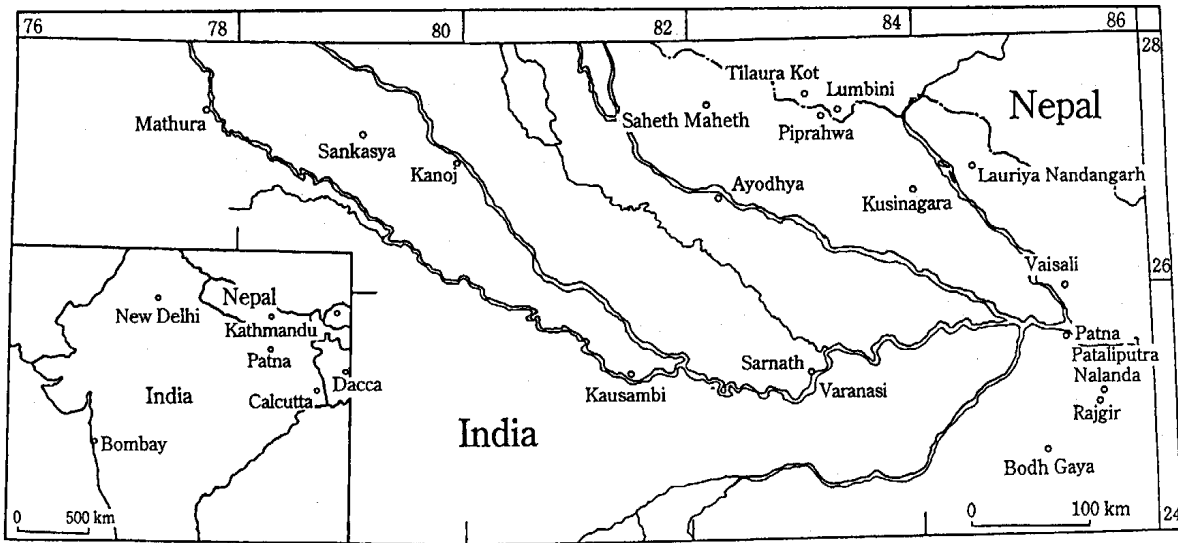 76
78
80
82
84
86
28
Tilaura Kot
Lumbini
Nepal
Mathura
Saheth Maheth
Piprahwa
Sankasya
Kanoj
Lauriya Nandangarh
Ayodhya
Kusinagara
Vaisali
26
Nepal
New Delhi
Kathmandu
Patna
Dacca
India
Calcutta
Bombay
0 500 km
Sarnath
Patna
Pataliputra
Kausambi
Varanasi
Nalanda
Rajgir
India
Bodh Gaya
0 100 km
24